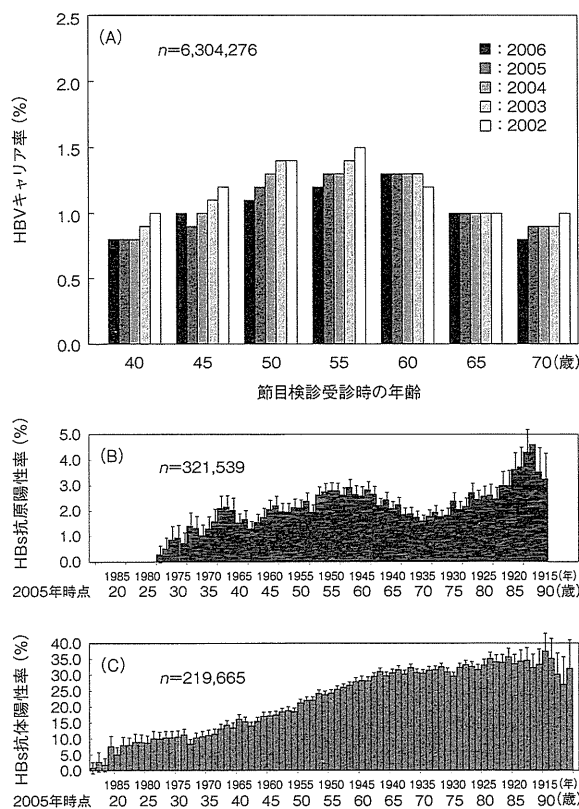 (A)
n=6,304,276
■：2006
：2005
：2004
：2003
□：2002
HBVキャリア率 (%)
2.5
2.0
1.5
1.0
0.5
0.0
40 45 50 55 60 65 70(歳)
節目検診受診時の年齢
(B)
n=321,539
HBs抗原陽性率 (%)
5.0
4.0
3.0
2.0
1.0
0.0
1985 1980 1975 1970 1965 1960 1955 1950 1945 1940 1935 1930 1925 1920 1915(年)
2005年時点 20 25 30 35 40 45 50 55 60 65 70 75 80 85 90(歳)
(C)
n=219,665
HBs抗体陽性率 (%)
40.0
35.0
30.0
25.0
20.0
15.0
10.0
5.0
0.0
1985 1980 1975 1970 1965 1960 1955 1950 1945 1940 1935 1930 1925 1920 1915(年)
2005年時点 20 25 30 35 40 45 50 55 60 65 70 75 80 85 90(歳)